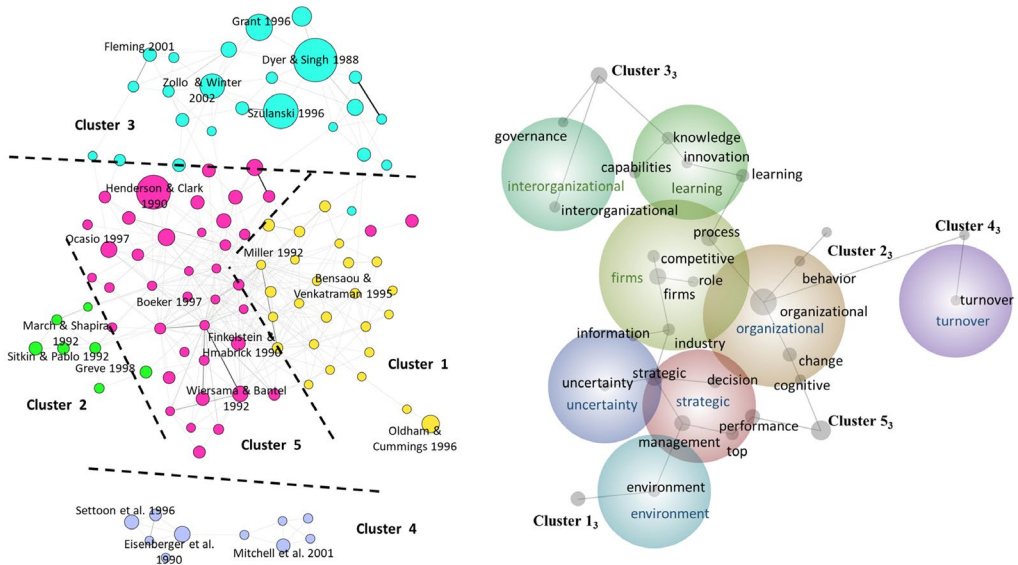 Grant 1996
Fleming 2001
Dyer & Singh 1988
Zollo & Winter
2002
Szulanski 1996
Cluster 3
Henderson & Clark
1990
Ocasio 1997
Miller 1992
Bensaou &
Venkatraman 1995
Boeker 1997
March & Shapira
1992
Sitkin & Pablo 1992
Greve 1998
Finkelstein &
Hmabrick 1990
Cluster 1
Wiersama & Bantel
1992
Cluster 2
Cluster 5
Oldham &
Cummings 1996
Settoon et al. 1996
Eisenberger et al.
1990
Mitchell et al. 2001
Cluster 4
Cluster 3₃
governance
knowledge
innovation
capabilities
learning
interorganizational
learning
interorganizational
process
Cluster 4₃
Cluster 2₃
competitive
behavior
firms
role
firms
turnover
organizational
turnover
organizational
information
industry
change
strategic
decision
cognitive
uncertainty
uncertainty
strategic
performance
Cluster 5₃
management
top
environment
environment
Cluster 1₃